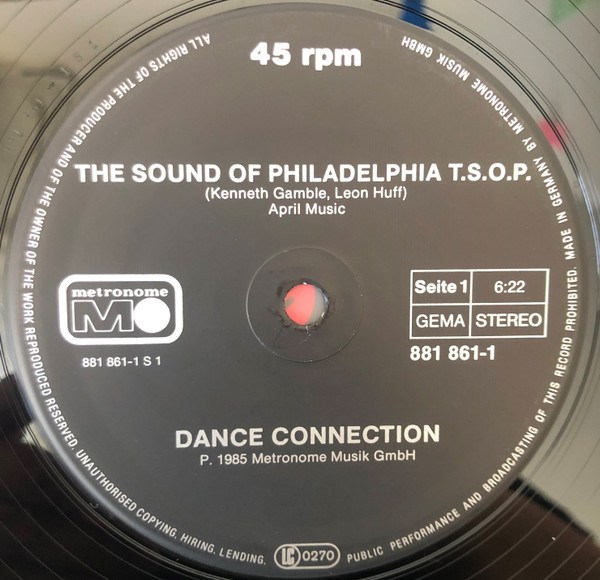 45 rpm
THE SOUND OF PHILADELPHIA T.S.O.P.
(Kenneth Gamble, Leon Huff)
April Music
metronome
M
881 861-1 S 1
Seite 1 6:22
GEMA STEREO
881 861-1
DANCE CONNECTION
P. 1985 Metronome Musik GmbH
ALL RIGHTS OF THE PRODUCER AND OF THE OWNER OF THE WORK REPRODUCED RESERVED. UNAUTHORISED COPYING, HIRING, LENDING, LC 0270 PUBLIC PERFORMANCE AND BROADCASTING OF THIS RECORD PROHIBITED. MADE IN GERMANY BY METRONOME MUSIK GMBH